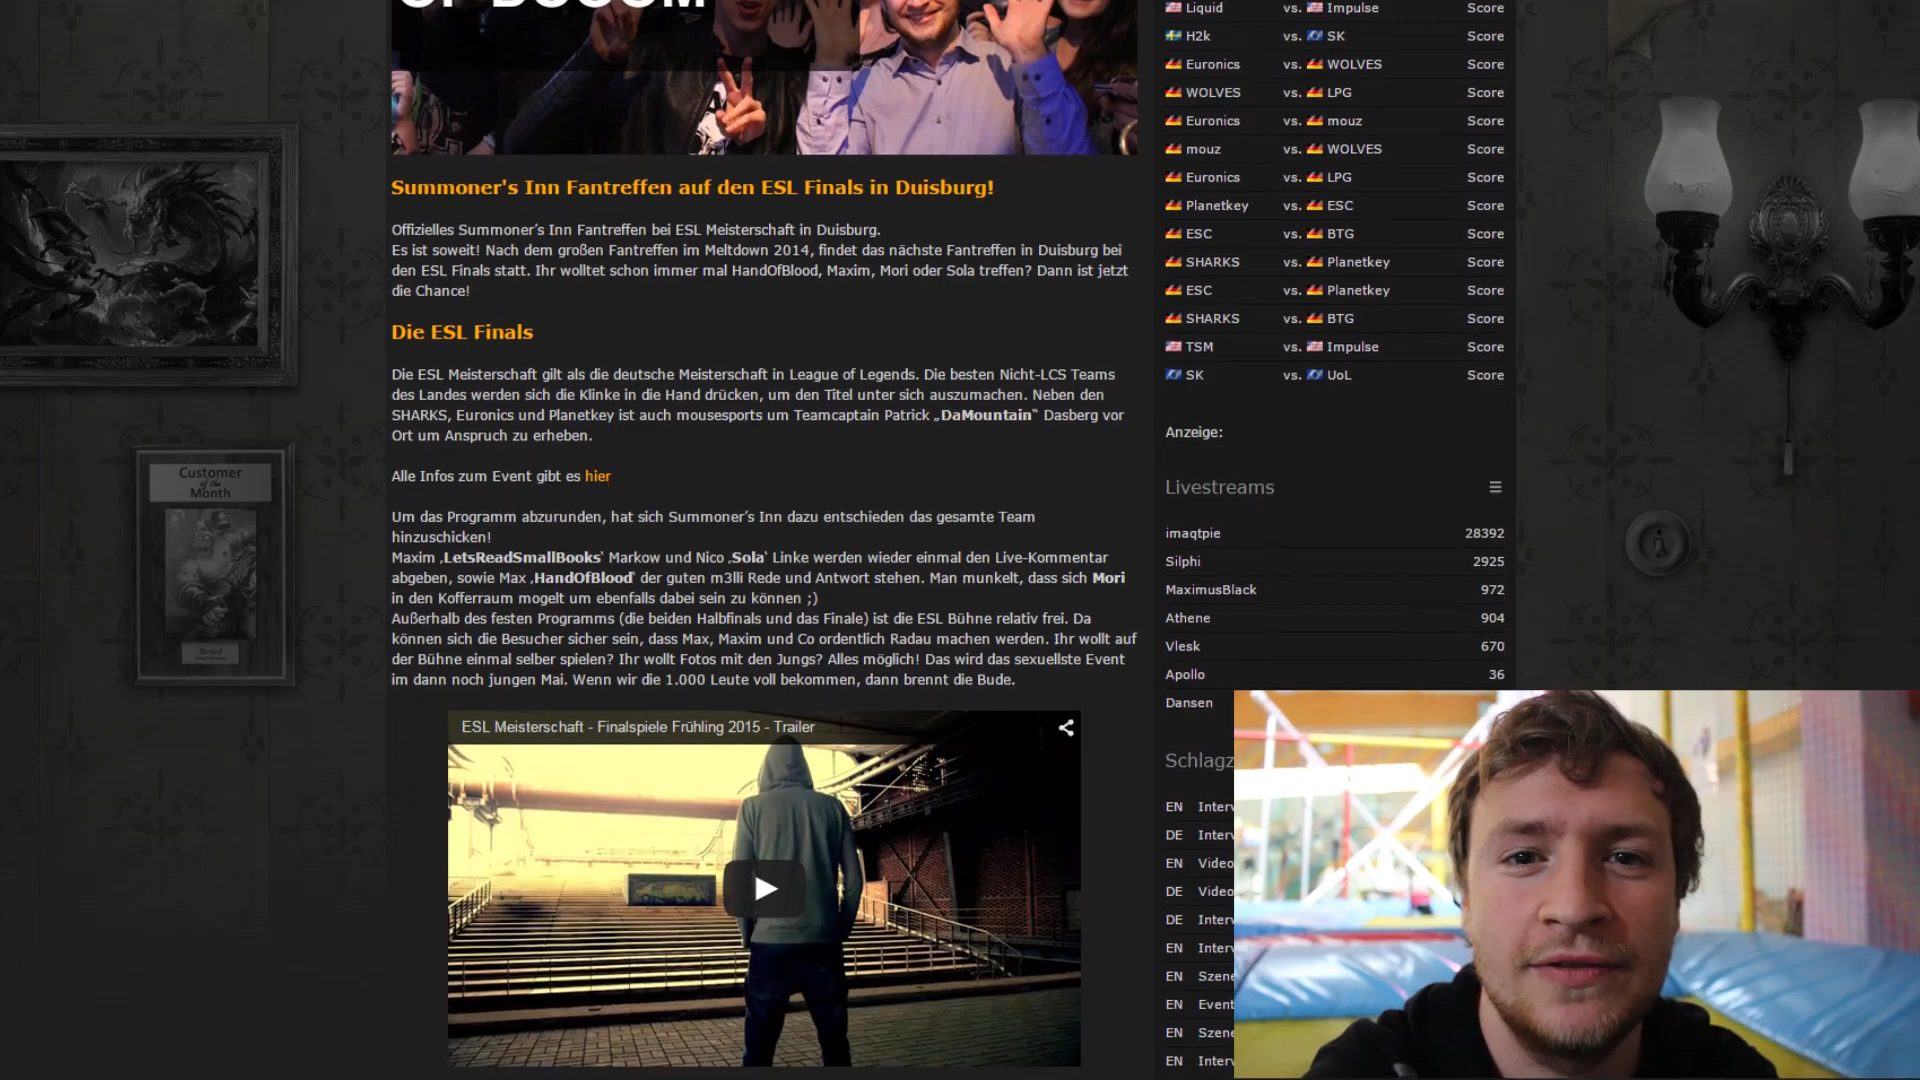 Summoner's Inn Fantreffen auf den ESL Finals in Duisburg!
Offizielles Summoner’s Inn Fantreffen bei ESL Meisterschaft in Duisburg.
Es ist soweit! Nach dem großen Fantreffen im Meltdown 2014, findet das nächste Fantreffen in Duisburg bei
den ESL Finals statt. Ihr wolltet schon immer mal HandOfBlood, Maxim, Mori oder Sola treffen? Dann ist jetzt
die Chance!
Die ESL Finals
Die ESL Meisterschaft gilt als die deutsche Meisterschaft in League of Legends. Die besten Nicht-LCS Teams
des Landes werden sich die Klinke in die Hand drücken, um den Titel unter sich auszumachen. Neben den
SHARKS, Euronics und Planetkey ist auch mousesports um Teamcaptain Patrick „DaMountain“ Dasberg vor
Ort um Anspruch zu erheben.
Alle Infos zum Event gibt es hier
Um das Programm abzurunden, hat sich Summoner’s Inn dazu entschieden das gesamte Team
hinzuschicken!
Maxim ‚LetsReadSmallBooks‘ Markow und Nico ‚Sola‘ Linke werden wieder einmal den Live-Kommentar
abgeben, sowie Max ‚HandOfBlood‘ der guten m3lli Rede und Antwort stehen. Man munkelt, dass sich Mori
in den Kofferraum mogelt um ebenfalls dabei sein zu können ;)
Außerhalb des festen Programms (die beiden Halbfinals und das Finale) ist die ESL Bühne relativ frei. Da
können sich die Besucher sicher sein, dass Max, Maxim und Co ordentlich Radau machen werden. Ihr wollt auf
der Bühne einmal selber spielen? Ihr wollt Fotos mit den Jungs? Alles möglich! Das wird das sexuellste Event
im dann noch jungen Mai. Wenn wir die 1.000 Leute voll bekommen, dann brennt die Bude.
ESL Meisterschaft - Finalspiele Frühling 2015 - Trailer
Customer
of the
Month
Liquid vs. Impulse Score
H2k vs. SK Score
Euronics vs. WOLVES Score
WOLVES vs. LPG Score
Euronics vs. mouz Score
mouz vs. WOLVES Score
Euronics vs. LPG Score
Planetkey vs. ESC Score
ESC vs. BTG Score
SHARKS vs. Planetkey Score
ESC vs. Planetkey Score
SHARKS vs. BTG Score
TSM vs. Impulse Score
SK vs. UoL Score
Anzeige:
Livestreams
imaqtpie 28392
Silphi 2925
MaximusBlack 972
Athene 904
Vlesk 670
Apollo 36
Dansen
Schlagz
EN Interv
DE Interv
EN Video
DE Video
DE Interv
EN Interv
EN Szene
EN Event
EN Szene
EN Interv